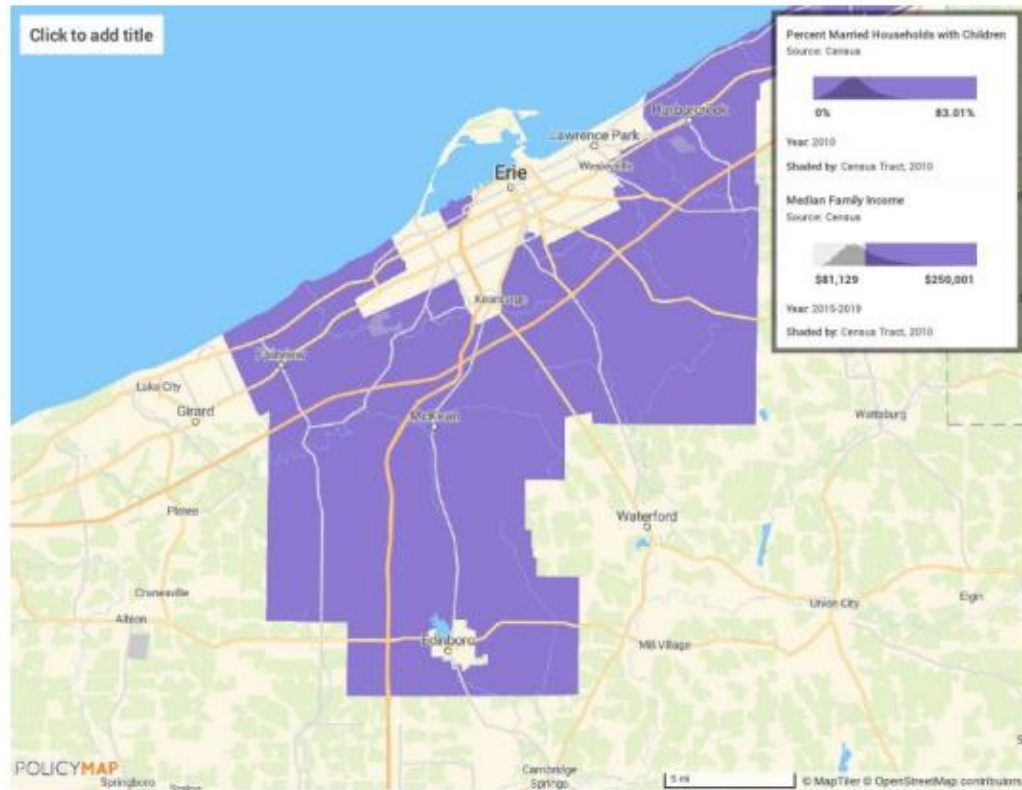 Click to add title
Percent Married Households with Children
Source: Census
0%
83.01%
Year: 2010
Shaded by: Census Tract, 2010
Median Family Income
Source: Census
$81,129
$250,001
Year: 2015-2019
Shaded by: Census Tract, 2010
Harborcreek
Lawrence Park
Wesleyville
Erie
Kearsarge
Fairview
Lake City
Girard
McKean
Wattsburg
Platea
Waterford
Cranesville
Albion
Union City
Elgin
Edinboro
Mill Village
POLICYMAP
Springboro
Cambridge
Springs
5 mi
© MapTiler © OpenStreetMap contributors